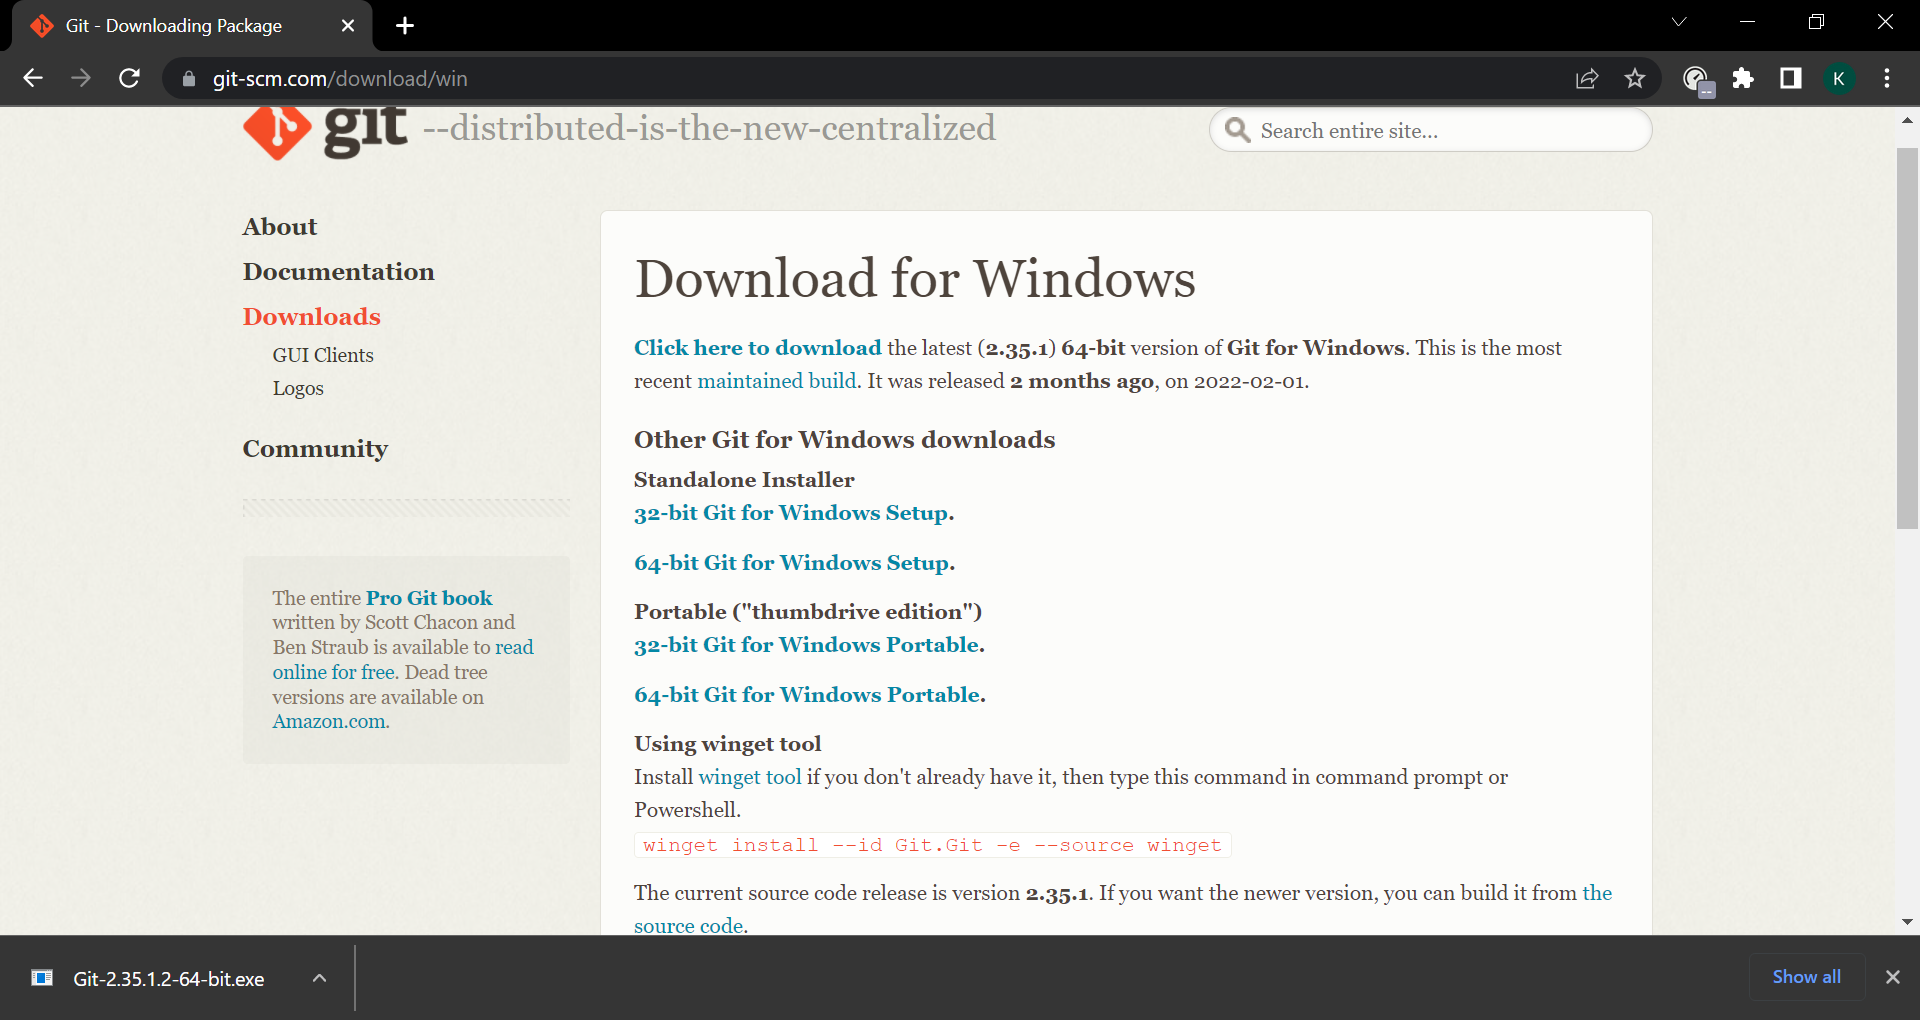 Git - Downloading Package
git-scm.com/download/win
K
git --distributed-is-the-new-centralized
Search entire site...
About
Documentation
Downloads
GUI Clients
Logos
Community
The entire Pro Git book
written by Scott Chacon and
Ben Straub is available to read
online for free. Dead tree
versions are available on
Amazon.com.
Download for Windows
Click here to download the latest (2.35.1) 64-bit version of Git for Windows. This is the most
recent maintained build. It was released 2 months ago, on 2022-02-01.
Other Git for Windows downloads
Standalone Installer
32-bit Git for Windows Setup.
64-bit Git for Windows Setup.
Portable ("thumbdrive edition")
32-bit Git for Windows Portable.
64-bit Git for Windows Portable.
Using winget tool
Install winget tool if you don't already have it, then type this command in command prompt or
Powershell.
winget install --id Git.Git -e --source winget
The current source code release is version 2.35.1. If you want the newer version, you can build it from the
source code.
Git-2.35.1.2-64-bit.exe
Show all